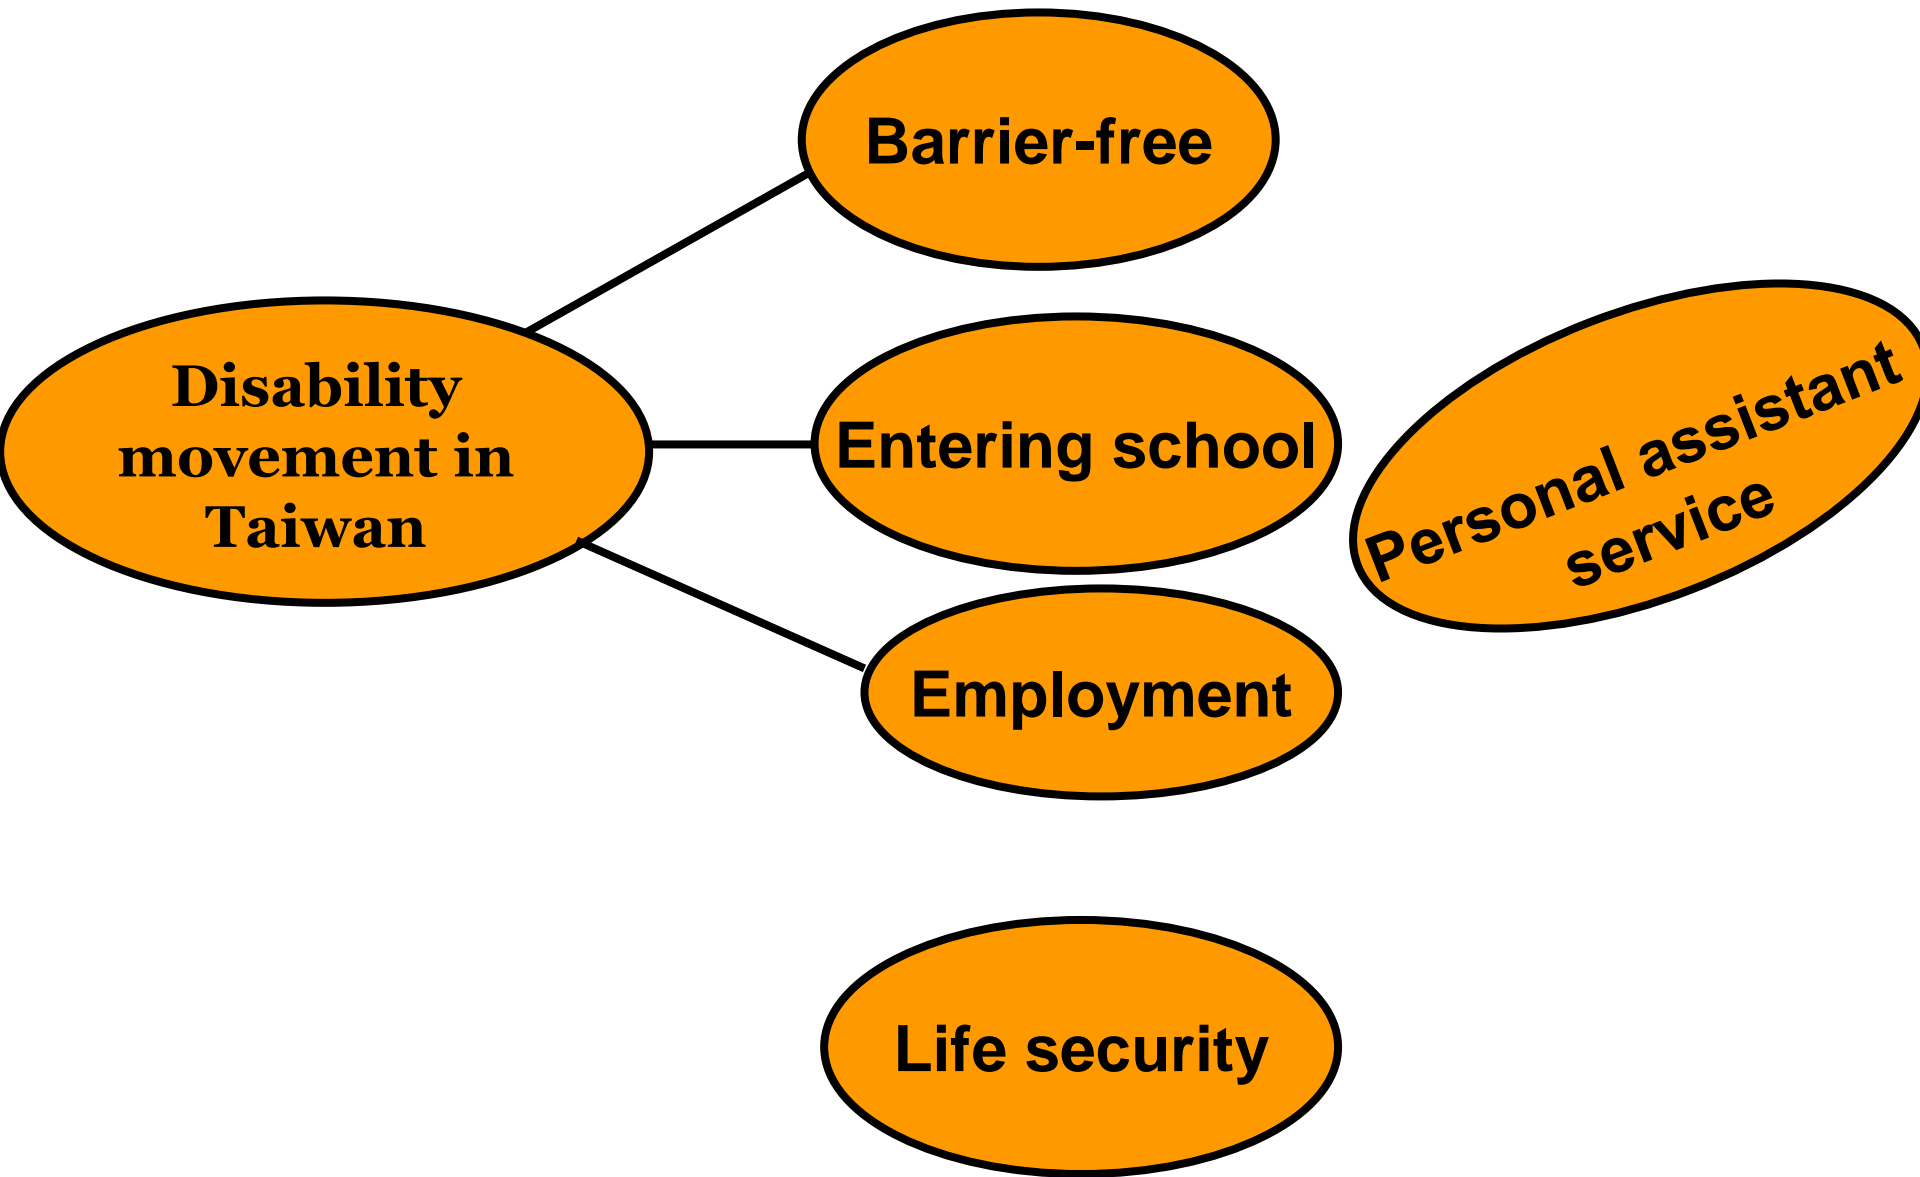 Barrier-free
Disability
movement in
Taiwan
Entering school
Personal assistant
service
Employment
Life security